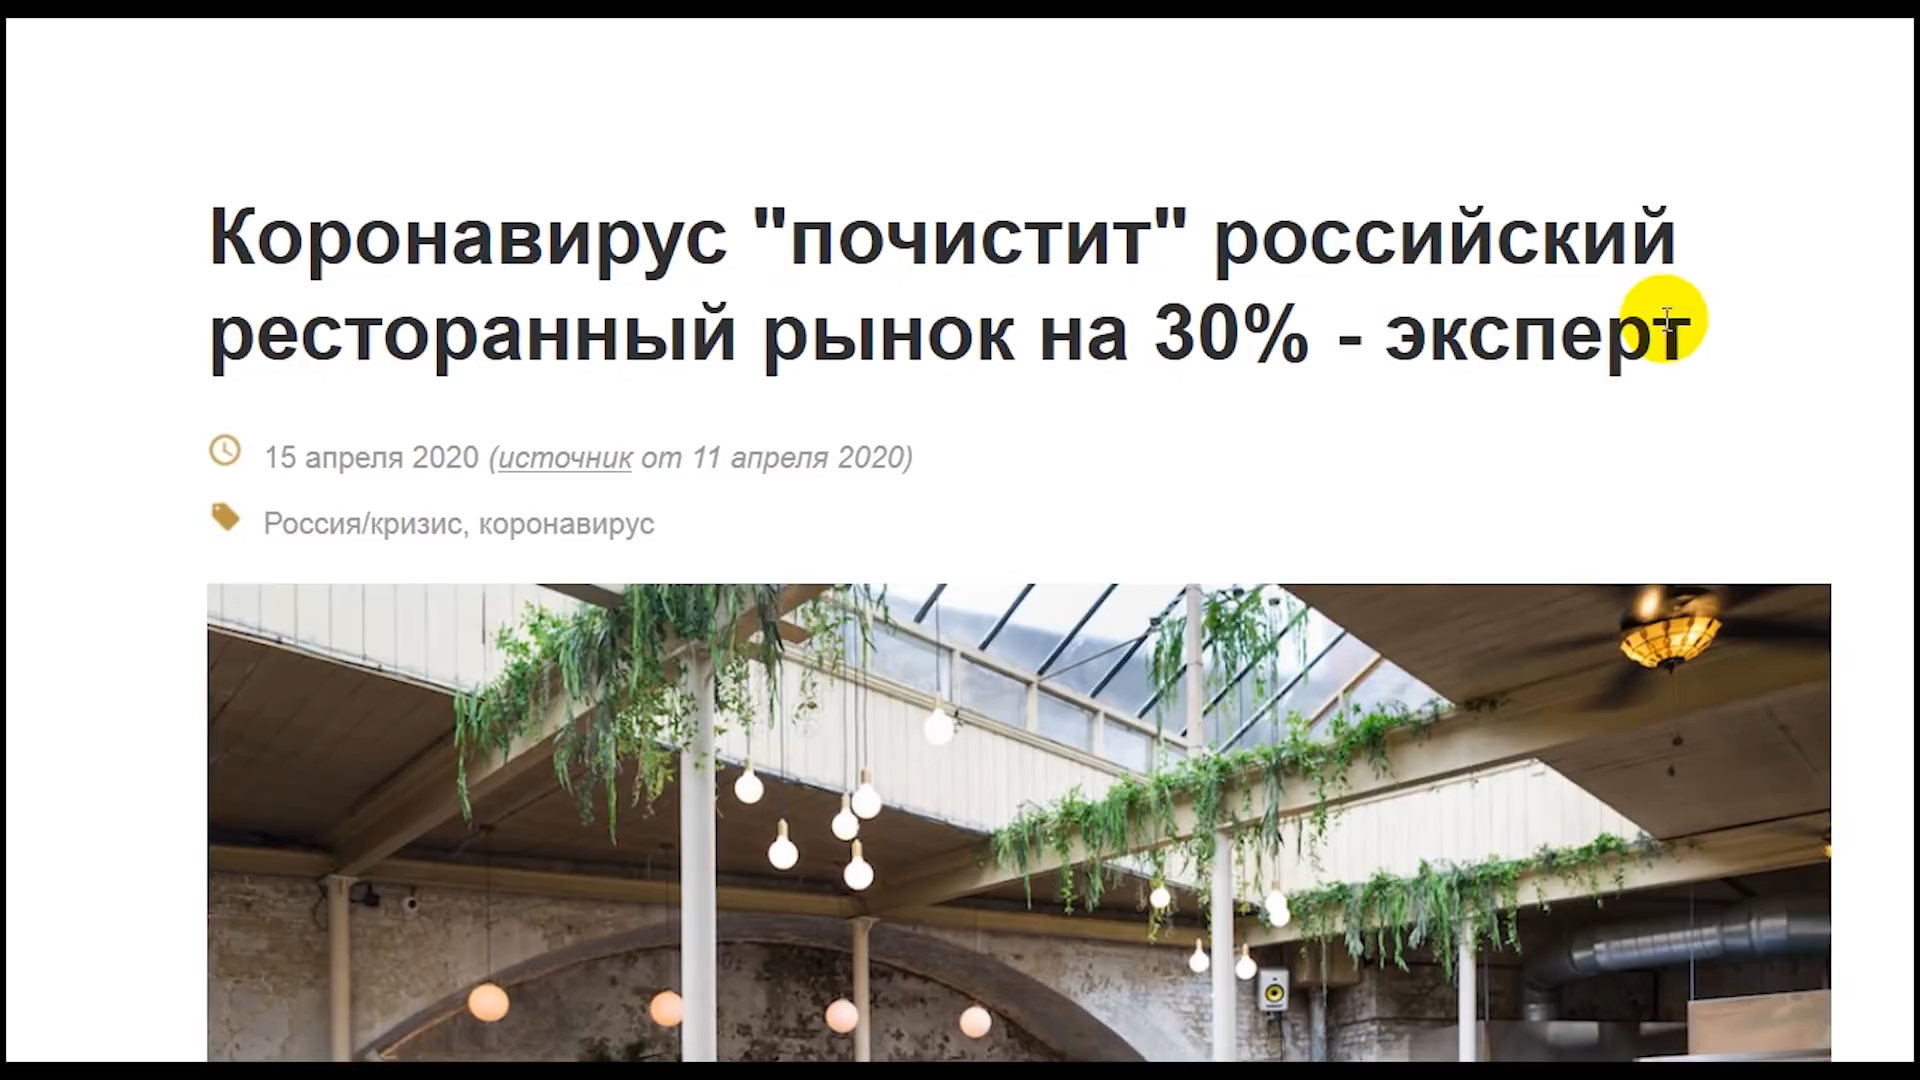 Коронавирус "почистит" российский
ресторанный рынок на 30% - эксперт
15 апреля 2020 (источник от 11 апреля 2020)
Россия/кризис, коронавирус